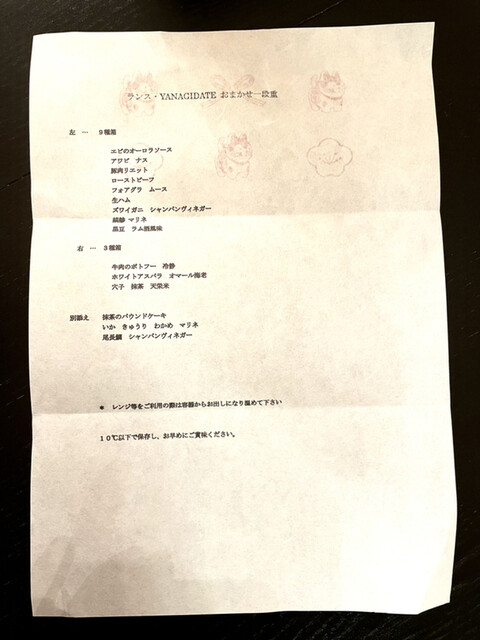 ランス・YANAGIDATE おまかせ一段重
左 … 9種類
エビのオーロラソース
アワビ ナス
豚肉リエット
ローストビーフ
フォアグラ ムース
生ハム
ズワイガニ シャンパンヴィネガー
胡静 マリネ
黒豆 ラム酒風味
右 … 3種類
牛肉のポトフー 冷静
ホワイトアスパラ オマール海老
穴子 抹茶 天栄米
別添え 抹茶のパウンドケーキ
いか きゅうり わかめ マリネ
尾長鯛 シャンパンヴィネガー
* レンジ等をご利用の際は容器からお出しになり温めて下さい
10℃以下で保存し、お早めにご賞味ください。